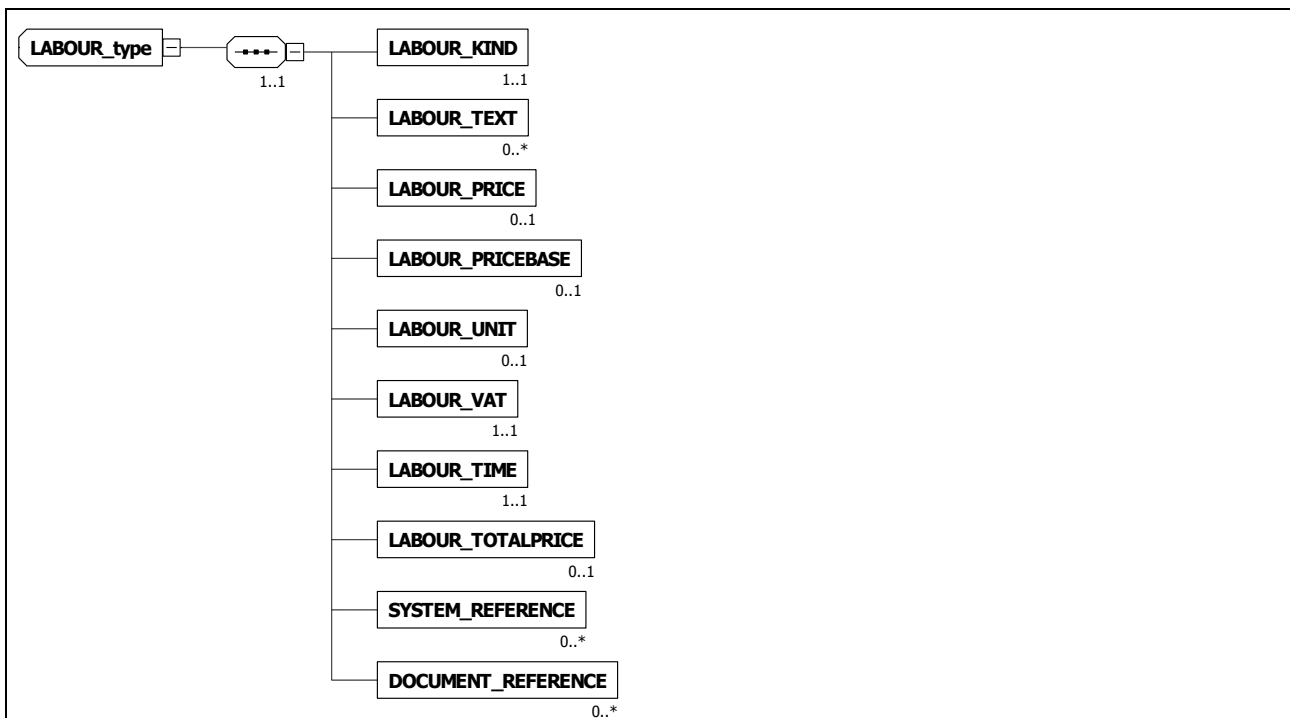 LABOUR_type
1..1
LABOUR_KIND
1..1
LABOUR_TEXT
0..*
LABOUR_PRICE
0..1
LABOUR_PRICEBASE
0..1
LABOUR_UNIT
0..1
LABOUR_VAT
1..1
LABOUR_TIME
1..1
LABOUR_TOTALPRICE
0..1
SYSTEM_REFERENCE
0..*
DOCUMENT_REFERENCE
0..*